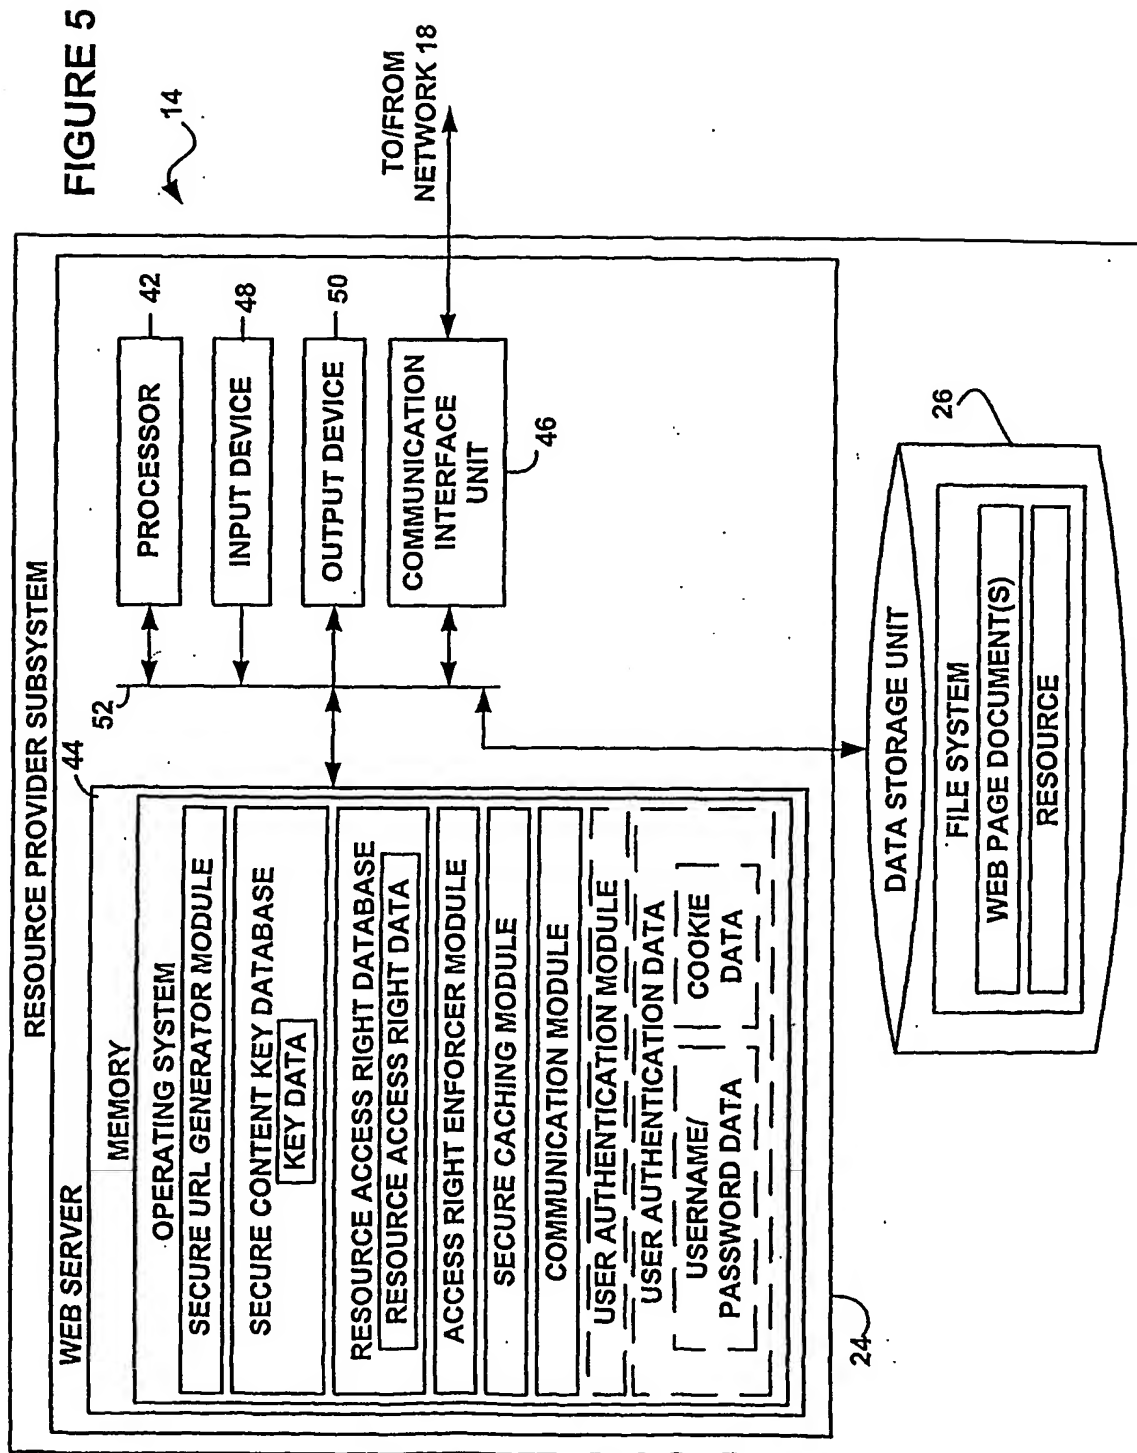 FIGURE 5
14
RESOURCE PROVIDER SUBSYSTEM
WEB SERVER
44
MEMORY
OPERATING SYSTEM
SECURE URL GENERATOR MODULE
SECURE CONTENT KEY DATABASE
KEY DATA
RESOURCE ACCESS RIGHT DATABASE
RESOURCE ACCESS RIGHT DATA
ACCESS RIGHT ENFORCER MODULE
SECURE CACHING MODULE
COMMUNICATION MODULE
USER AUTHENTICATION MODULE
USER AUTHENTICATION DATA
USERNAME/
PASSWORD DATA
COOKIE
DATA
24
52
PROCESSOR
42
INPUT DEVICE
48
OUTPUT DEVICE
50
COMMUNICATION
INTERFACE
UNIT
46
TO/FROM
NETWORK 18
DATA STORAGE UNIT
26
FILE SYSTEM
WEB PAGE DOCUMENT(S)
RESOURCE